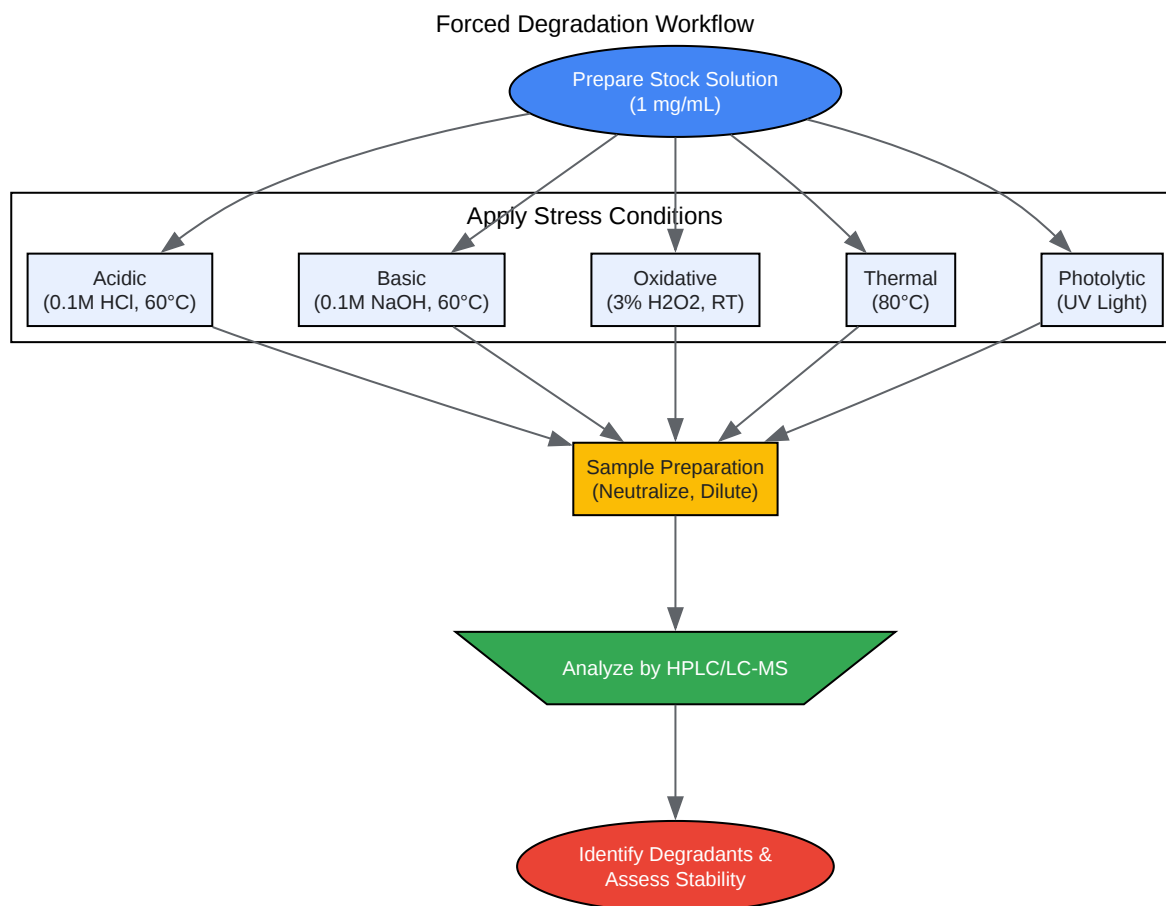 Forced Degradation Workflow
Prepare Stock Solution
(1 mg/mL)
Apply Stress Conditions
Acidic
(0.1M HCl, 60°C)
Basic
(0.1M NaOH, 60°C)
Oxidative
(3% H2O2, RT)
Thermal
(80°C)
Photolytic
(UV Light)
Sample Preparation
(Neutralize, Dilute)
Analyze by HPLC/LC-MS
Identify Degradants &
Assess Stability